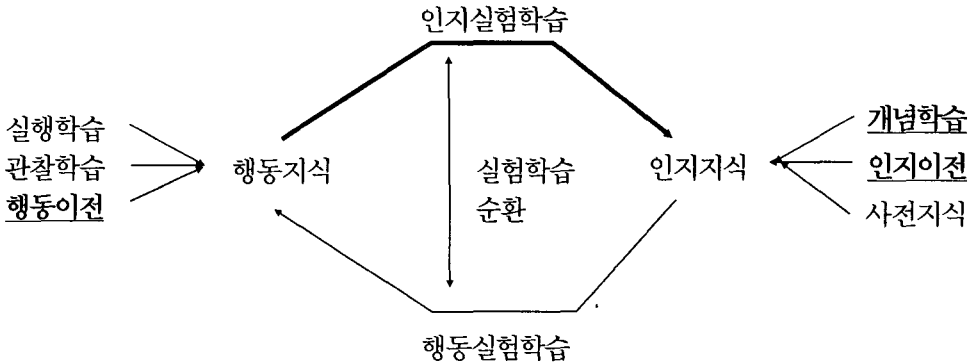 인지실험학습
실행학습
관찰학습
행동이전
행동지식
실험학습
순환
인지지식
개념학습
인지이전
사전지식
행동실험학습